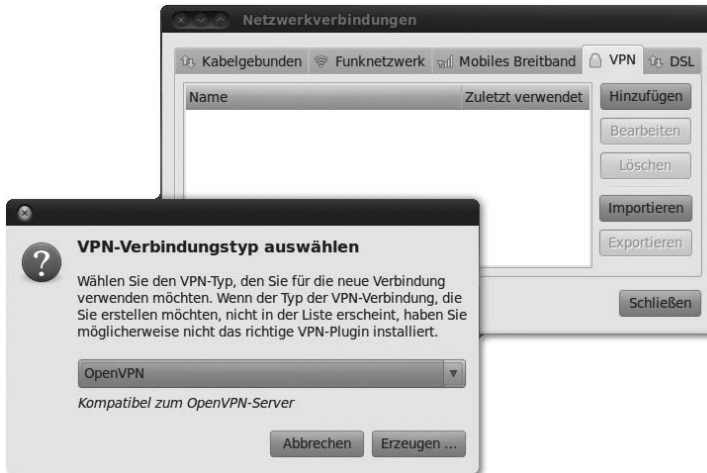 Netzwerkverbindungen
Kabelgebunden Funknetzwerk Mobiles Breitband VPN DSL
Name Zuletzt verwendet
Hinzufügen
Bearbeiten
Löschen
Importieren
Exportieren
Schließen
VPN-Verbindungstyp auswählen
Wählen Sie den VPN-Typ, den Sie für die neue Verbindung
verwenden möchten. Wenn der Typ der VPN-Verbindung, die
Sie erstellen möchten, nicht in der Liste erscheint, haben Sie
möglicherweise nicht das richtige VPN-Plugin installiert.
OpenVPN
Kompatibel zum OpenVPN-Server
Abbrechen Erzeugen ...